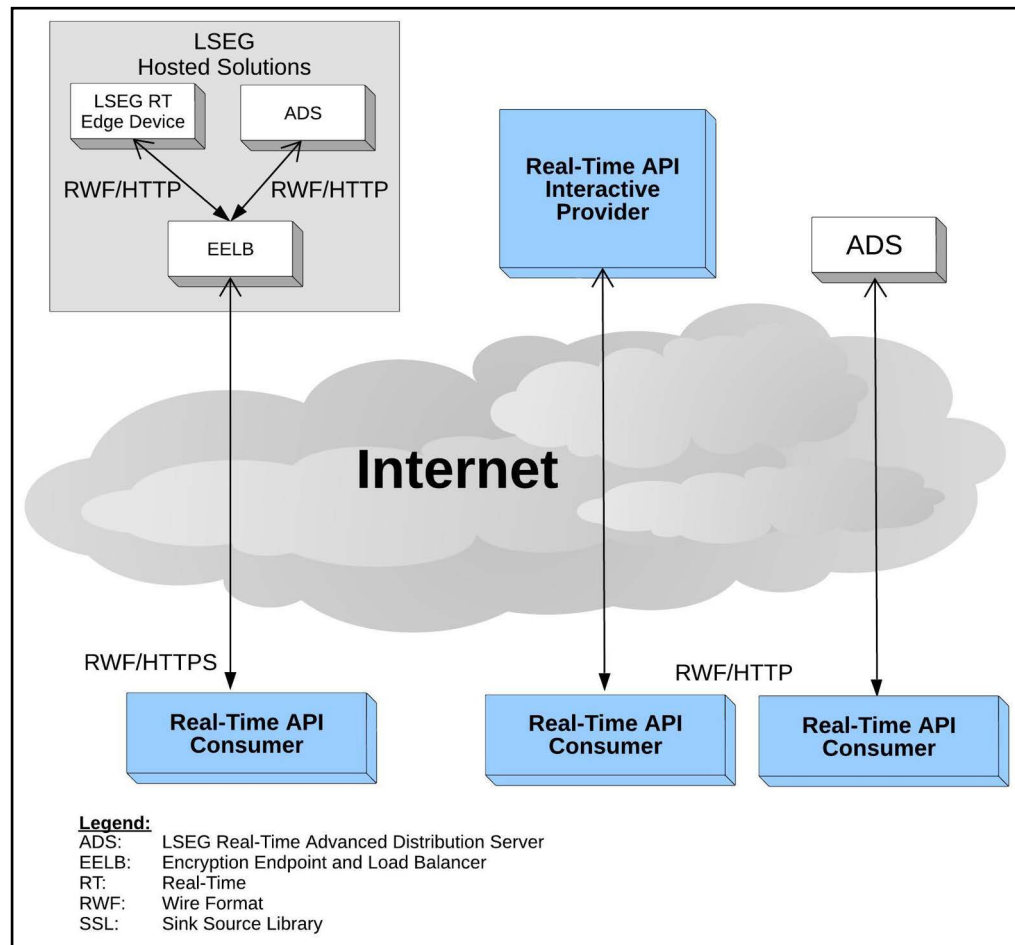 LSEG
Hosted Solutions
LSEG RT
Edge Device
ADS
RWF/HTTP
RWF/HTTP
EELB
Real-Time API
Interactive
Provider
ADS
Internet
RWF/HTTPS
RWF/HTTP
Real-Time API
Consumer
Real-Time API
Consumer
Real-Time API
Consumer
Legend:
ADS: LSEG Real-Time Advanced Distribution Server
EELB: Encryption Endpoint and Load Balancer
RT: Real-Time
RWF: Wire Format
SSL: Sink Source Library